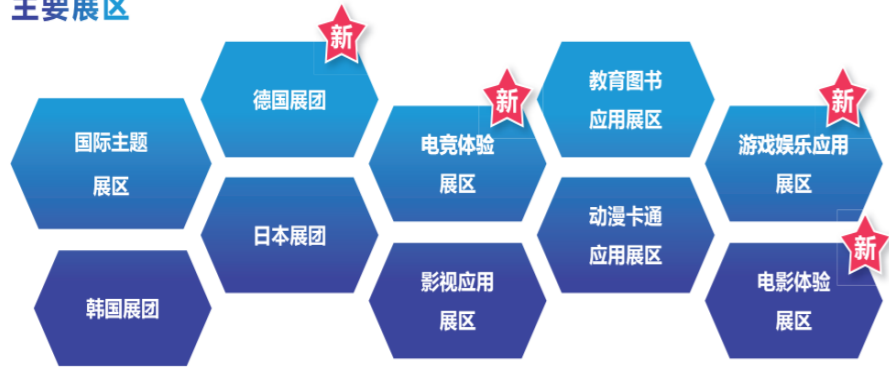 主要展区
国际主题
展区
韩国展团
新
德国展团
日本展团
新
电竞体验
展区
影视应用
展区
教育图书
应用展区
动漫卡通
应用展区
新
游戏娱乐应用
展区
新
电影体验
展区